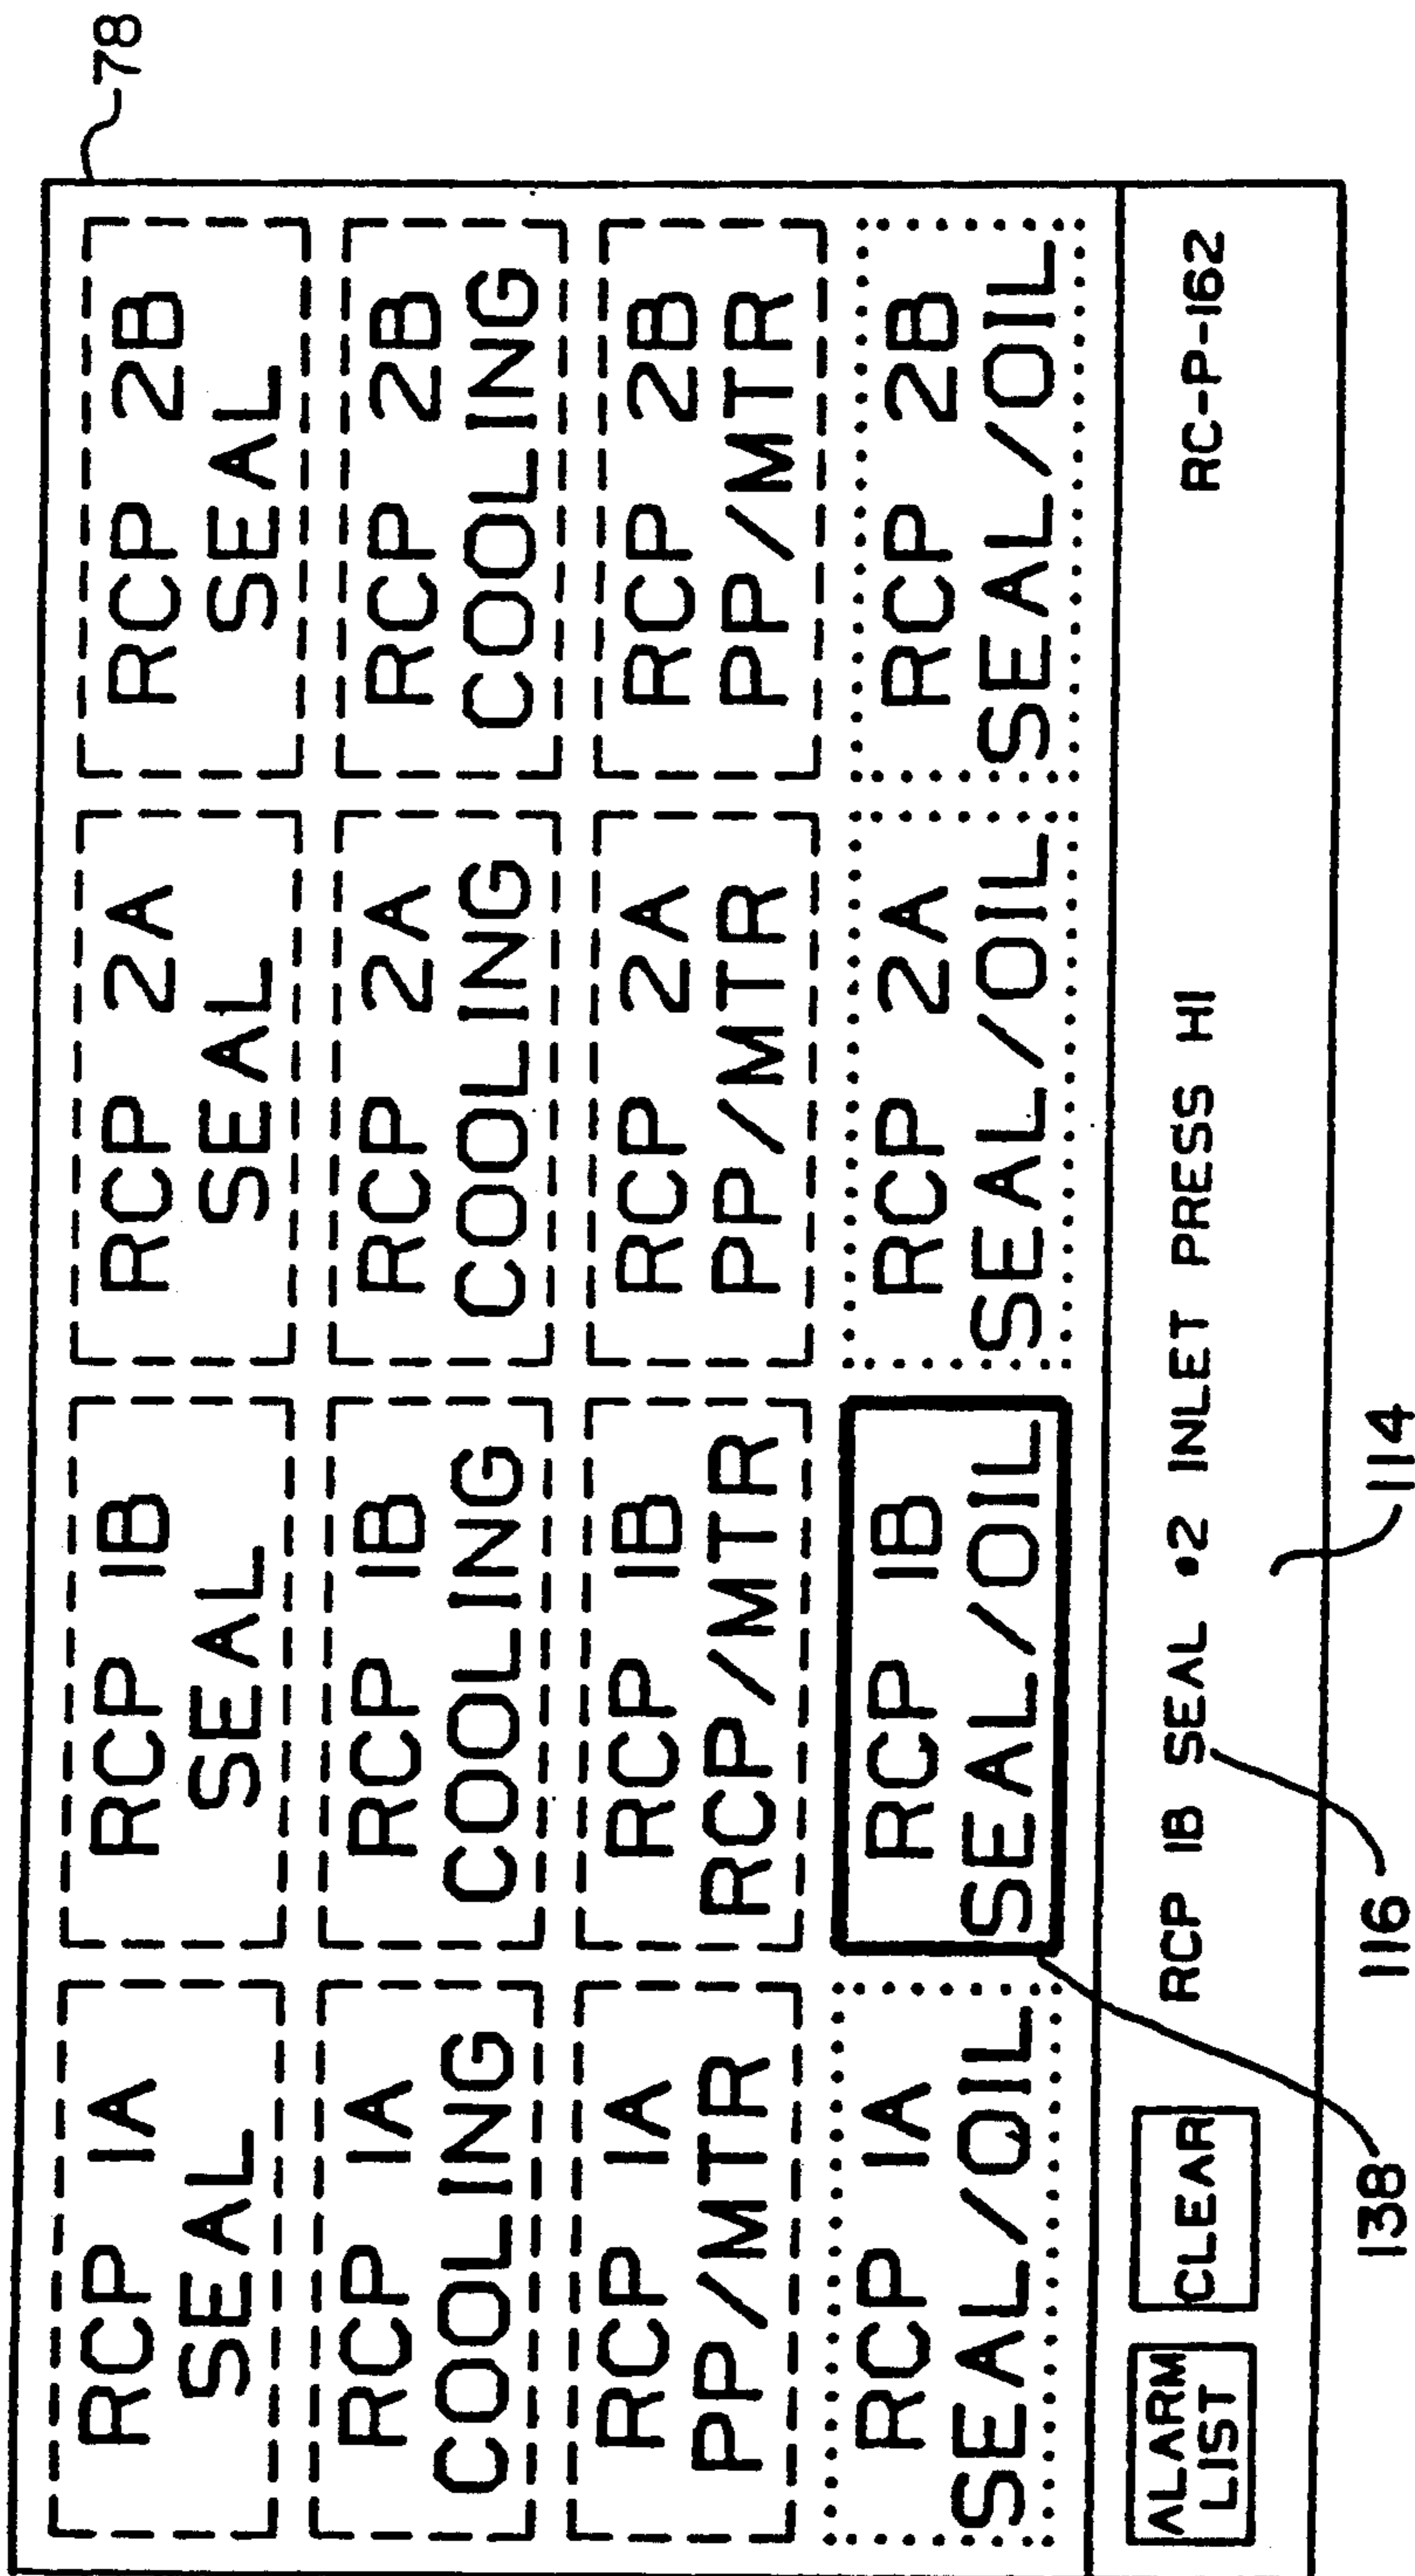 78
RCP 1A
SEAL
RCP 1B
SEAL
RCP 2A
SEAL
RCP 2B
SEAL
RCP 1A
COOLING
RCP 1B
COOLING
RCP 2A
COOLING
RCP 2B
COOLING
RCP 1A
PP/MTR
RCP 1B
RCP/MTR
RCP 2A
PP/MTR
RCP 2B
PP/MTR
RCP 1A
SEAL/OIL
RCP 1B
SEAL/OIL
RCP 2A
SEAL/OIL
RCP 2B
SEAL/OIL
ALARM
LIST
CLEAR
RCP 1B SEAL #2 INLET PRESS HI RC-P-162
138
116
114